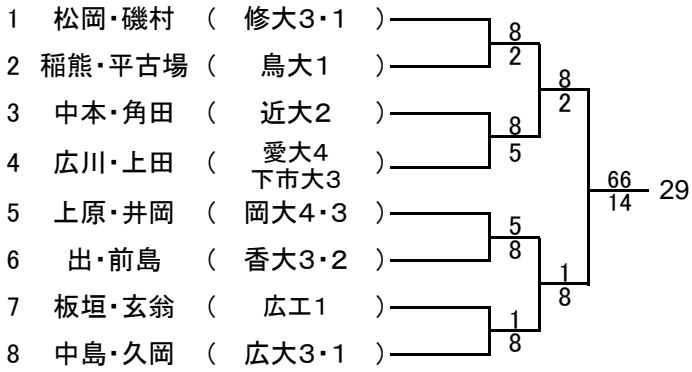 1 松岡・磯村 ( 修大3・1 )
2 稲熊・平古場 ( 鳥大1 )
3 中本・角田 ( 近大2 )
4 広川・上田 ( 愛大4 下市大3 )
5 上原・井岡 ( 岡大4・3 )
6 出・前島 ( 香大3・2 )
7 板垣・玄翁 ( 広工1 )
8 中島・久岡 ( 広大3・1 )
8
2
8
5
5
8
1
8
8
2
1
8
66
14
29